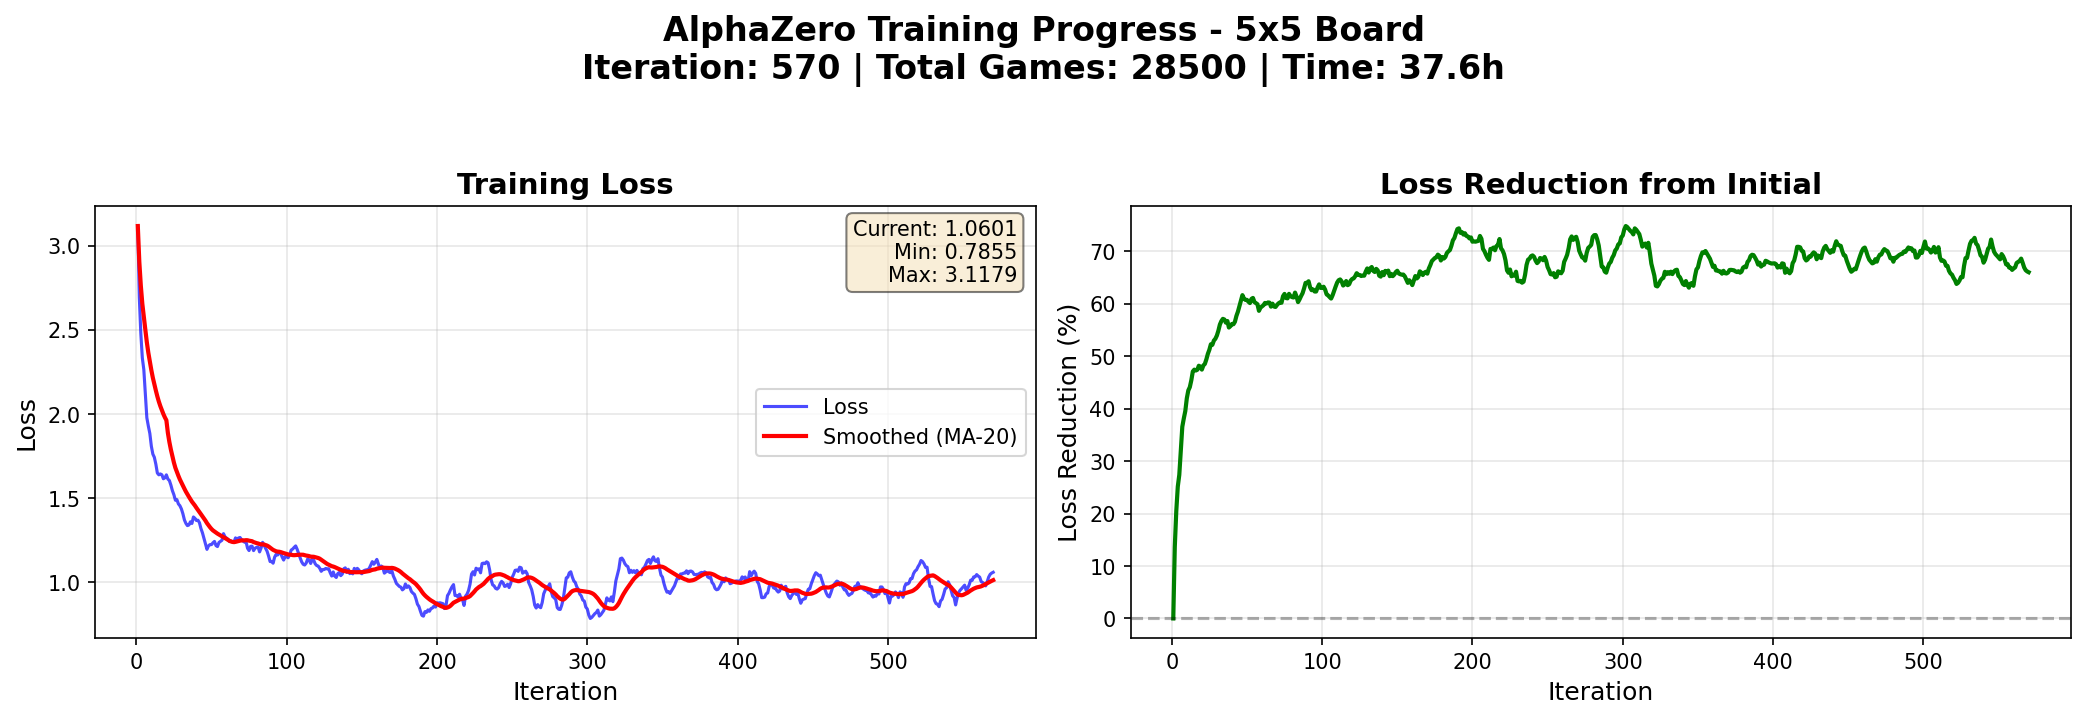 AlphaZero Training Progress - 5x5 Board
Iteration: 570 | Total Games: 28500 | Time: 37.6h
Training Loss
Loss
3.0
2.5
2.0
1.5
1.0
Current: 1.0601
Min: 0.7855
Max: 3.1179
Loss
Smoothed (MA-20)
0 100 200 300 400 500
Iteration
Loss Reduction from Initial
Loss Reduction (%)
70
60
50
40
30
20
10
0
0 100 200 300 400 500
Iteration